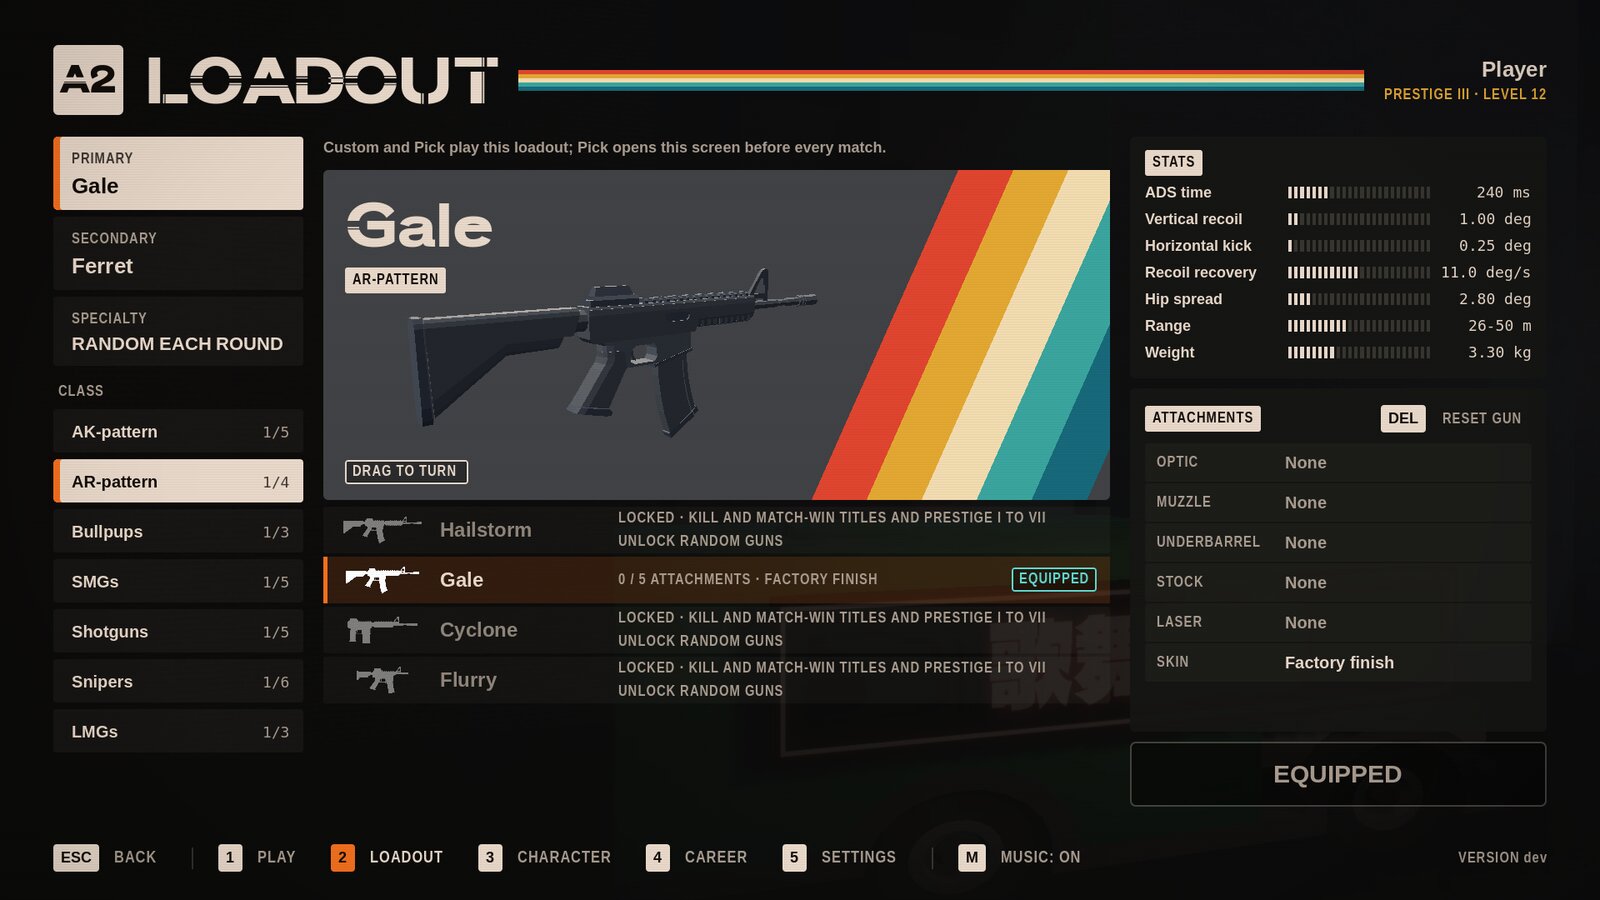 A2 LOADOUT
Player
PRESTIGE III · LEVEL 12
PRIMARY
Gale
SECONDARY
Ferret
SPECIALTY
RANDOM EACH ROUND
CLASS
AK-pattern 1/5
AR-pattern 1/4
Bullpups 1/3
SMGs 1/5
Shotguns 1/5
Snipers 1/6
LMGs 1/3
Custom and Pick play this loadout; Pick opens this screen before every match.
Gale
AR-PATTERN
DRAG TO TURN
Hailstorm LOCKED · KILL AND MATCH-WIN TITLES AND PRESTIGE I TO VII
UNLOCK RANDOM GUNS
Gale 0 / 5 ATTACHMENTS · FACTORY FINISH EQUIPPED
Cyclone LOCKED · KILL AND MATCH-WIN TITLES AND PRESTIGE I TO VII
UNLOCK RANDOM GUNS
Flurry LOCKED · KILL AND MATCH-WIN TITLES AND PRESTIGE I TO VII
UNLOCK RANDOM GUNS
歌舞
STATS
ADS time 240 ms
Vertical recoil 1.00 deg
Horizontal kick 0.25 deg
Recoil recovery 11.0 deg/s
Hip spread 2.80 deg
Range 26-50 m
Weight 3.30 kg
ATTACHMENTS DEL RESET GUN
OPTIC None
MUZZLE None
UNDERBARREL None
STOCK None
LASER None
SKIN Factory finish
EQUIPPED
ESC BACK 1 PLAY 2 LOADOUT 3 CHARACTER 4 CAREER 5 SETTINGS M MUSIC: ON
VERSION dev